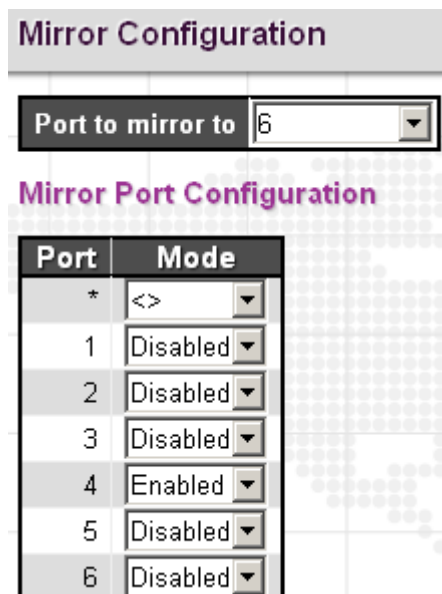 Mirror Configuration
Port to mirror to 6
Mirror Port Configuration
Port Mode
* <>
1 Disabled
2 Disabled
3 Disabled
4 Enabled
5 Disabled
6 Disabled